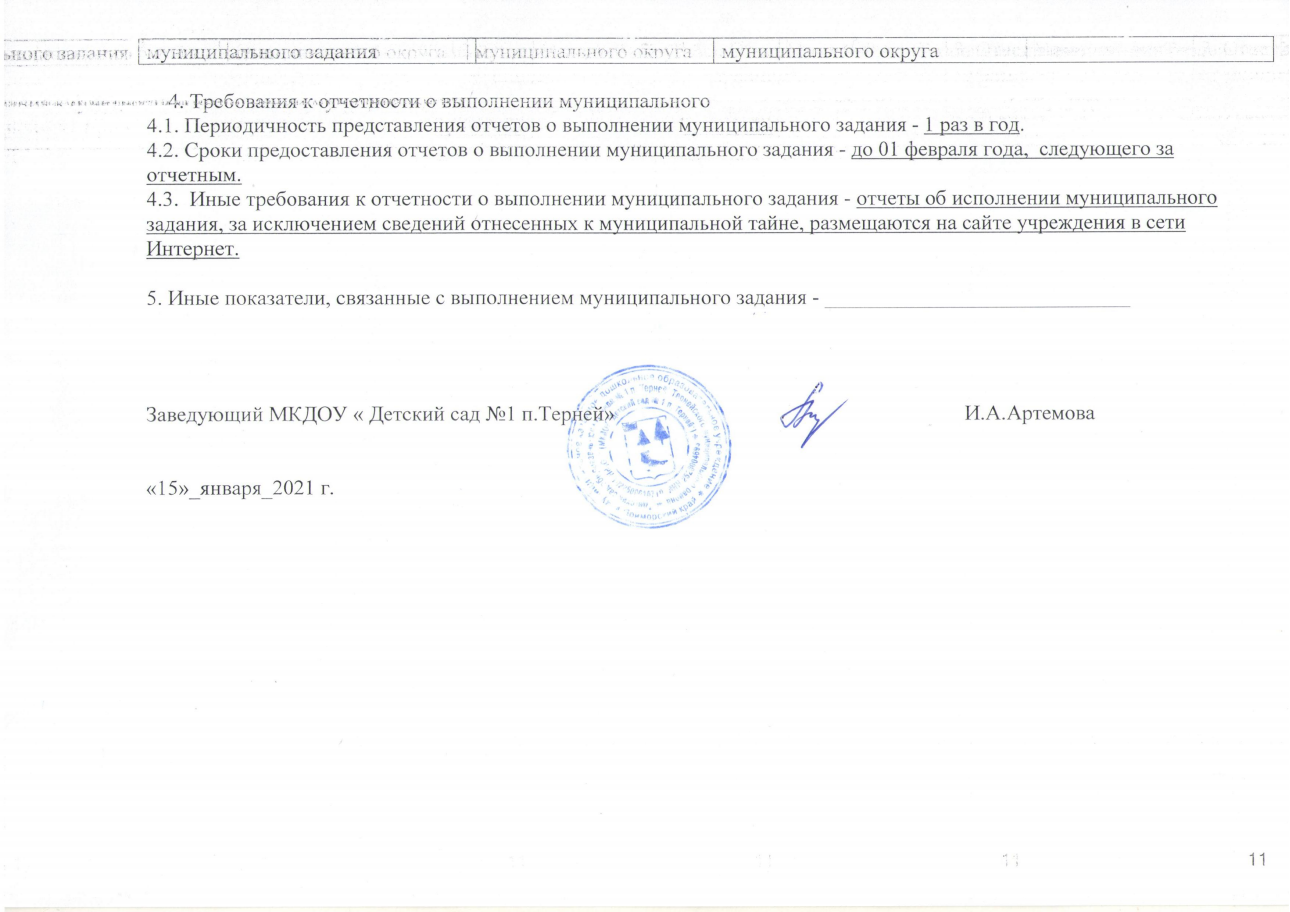 муниципального задания муниципального округа муниципального округа
4. Требования к отчетности о выполнении муниципального
4.1. Периодичность представления отчетов о выполнении муниципального задания - 1 раз в год.
4.2. Сроки предоставления отчетов о выполнении муниципального задания - до 01 февраля года, следующего за
отчетным.
4.3. Иные требования к отчетности о выполнении муниципального задания - отчеты об исполнении муниципального
задания, за исключением сведений отнесенных к муниципальной тайне, размещаются на сайте учреждения в сети
Интернет.
5. Иные показатели, связанные с выполнением муниципального задания - ____________________________
Заведующий МКДОУ « Детский сад №1 п.Терней» И.А.Артемова
«15»_января_2021 г.
11